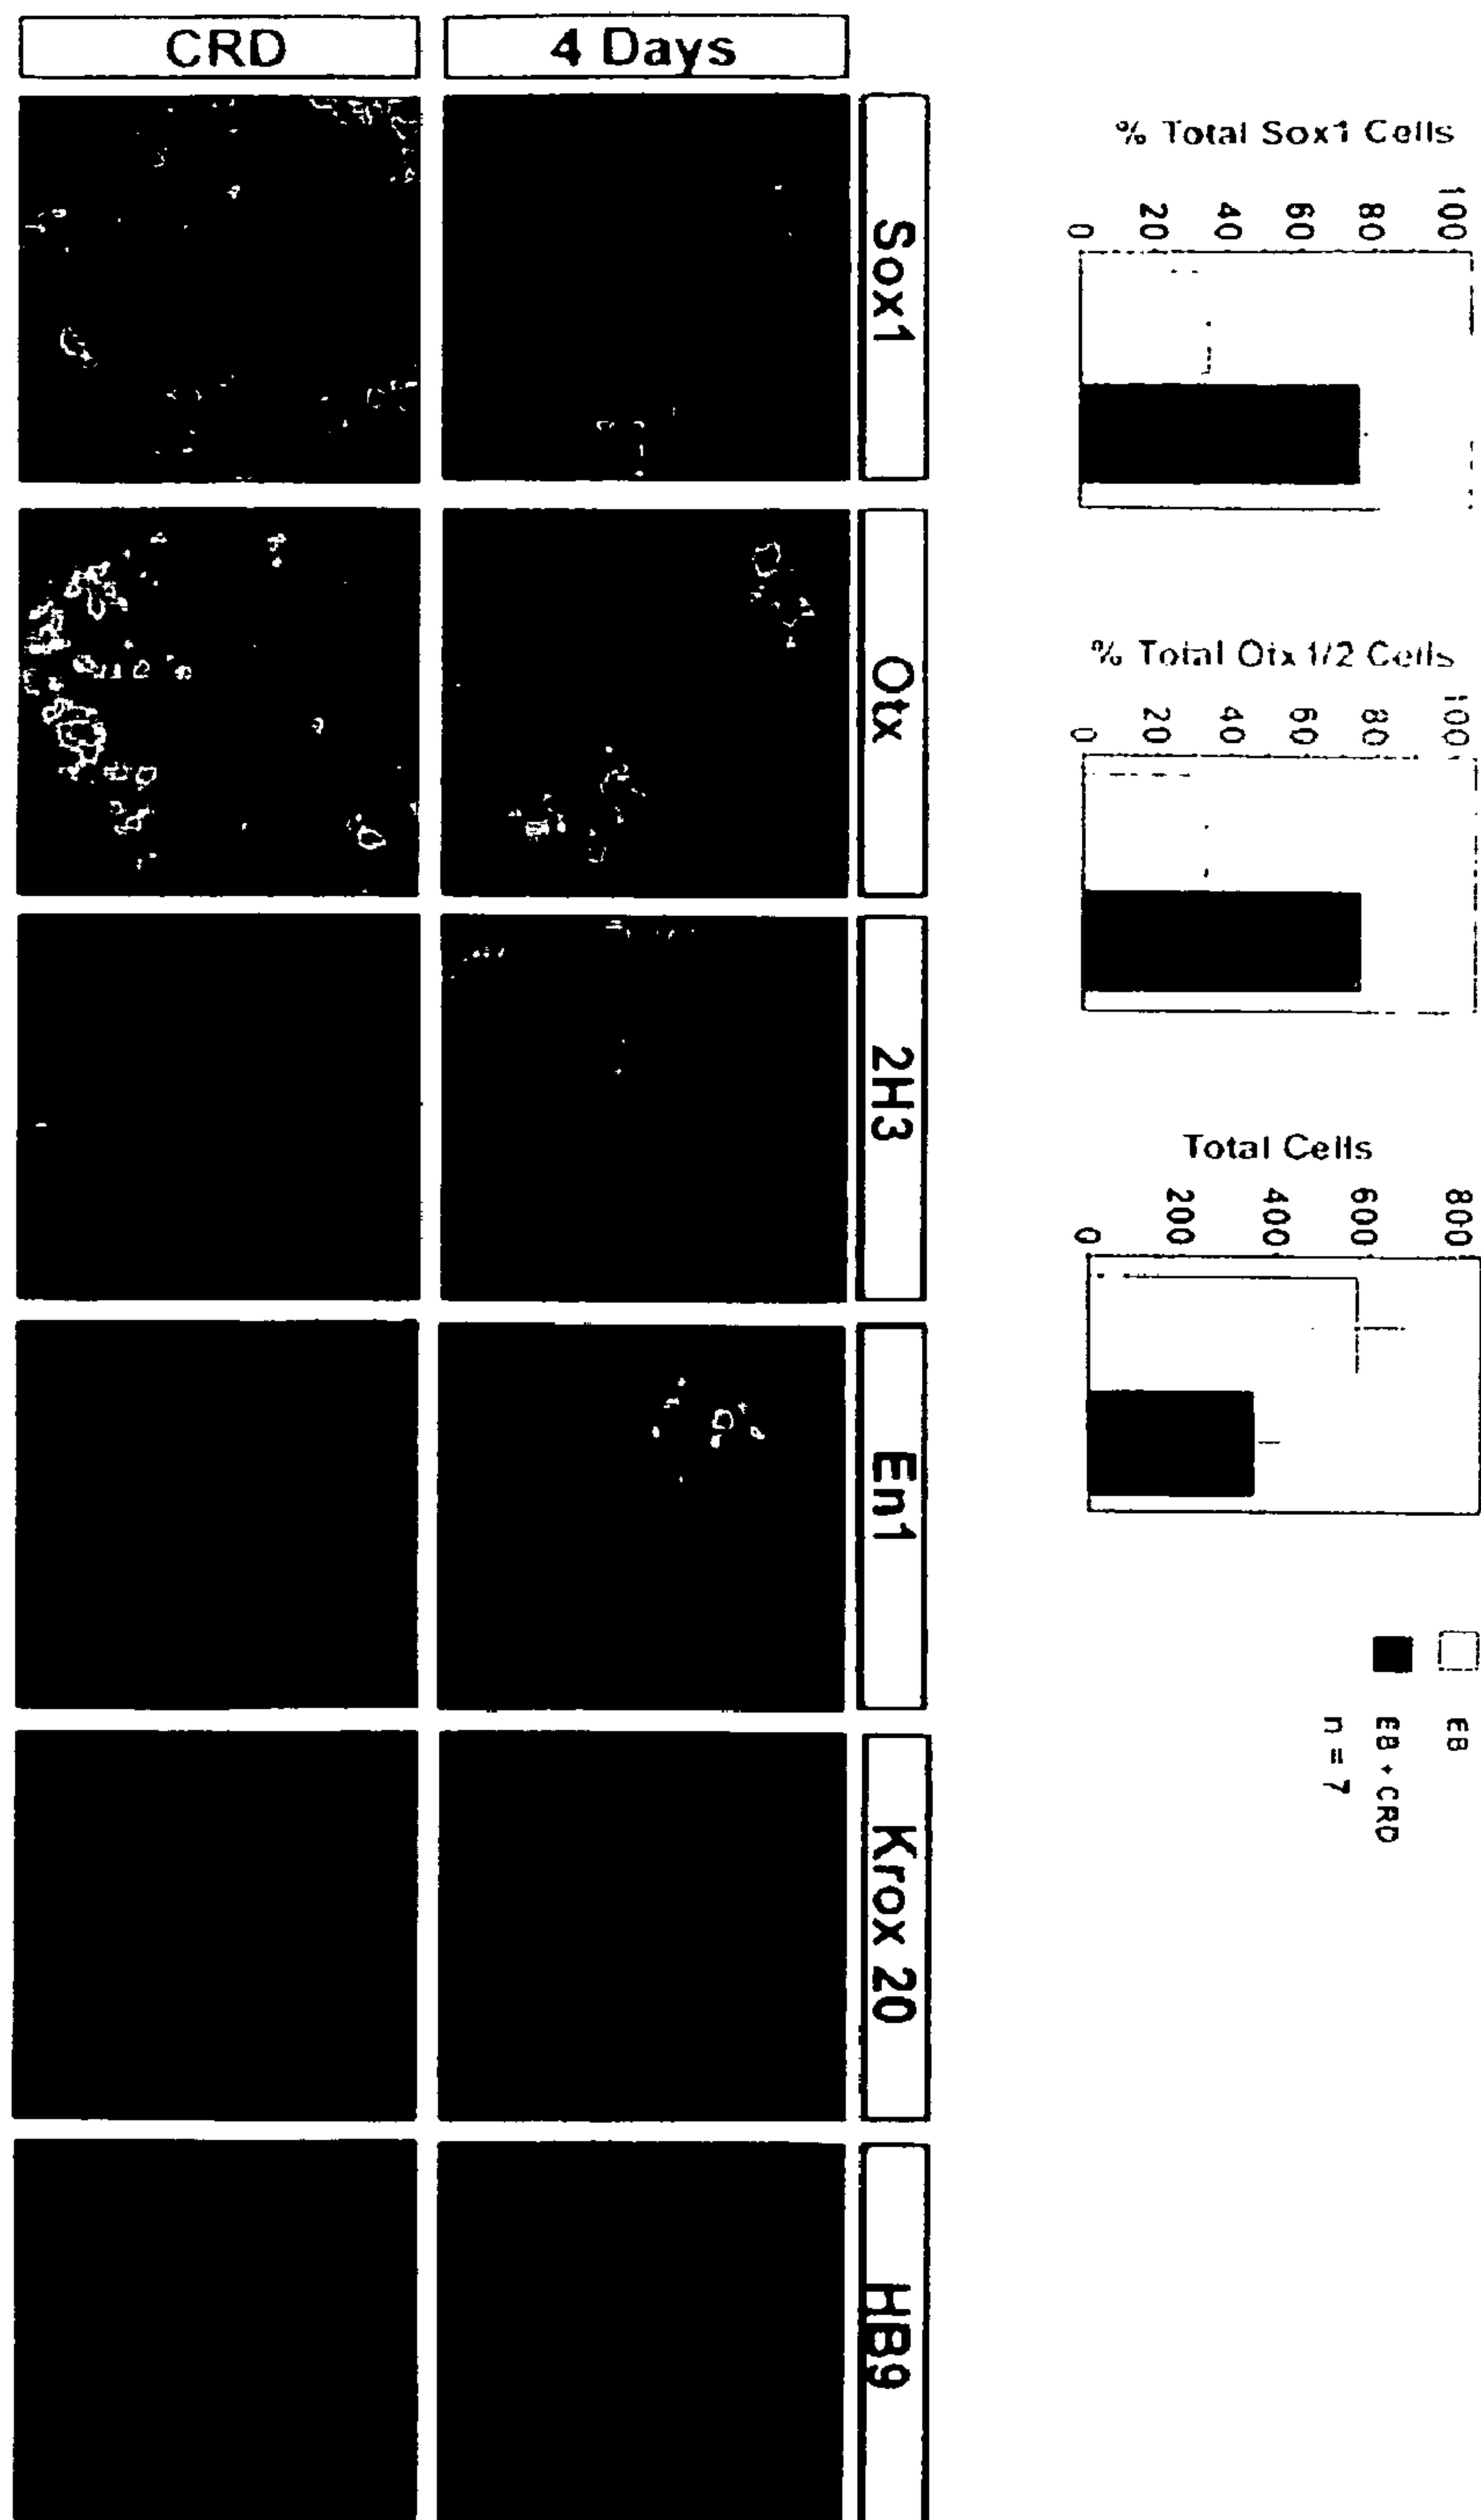 CRD
4 Days
Sox1
Otx
2H3
En1
Krox 20
HB9
% Total Sox1 Cells
100
80
60
40
20
0
% Total Otx 1/2 Cells
100
80
60
40
20
0
Total Cells
800
600
400
200
0
EB
EB + CRD
n = 7